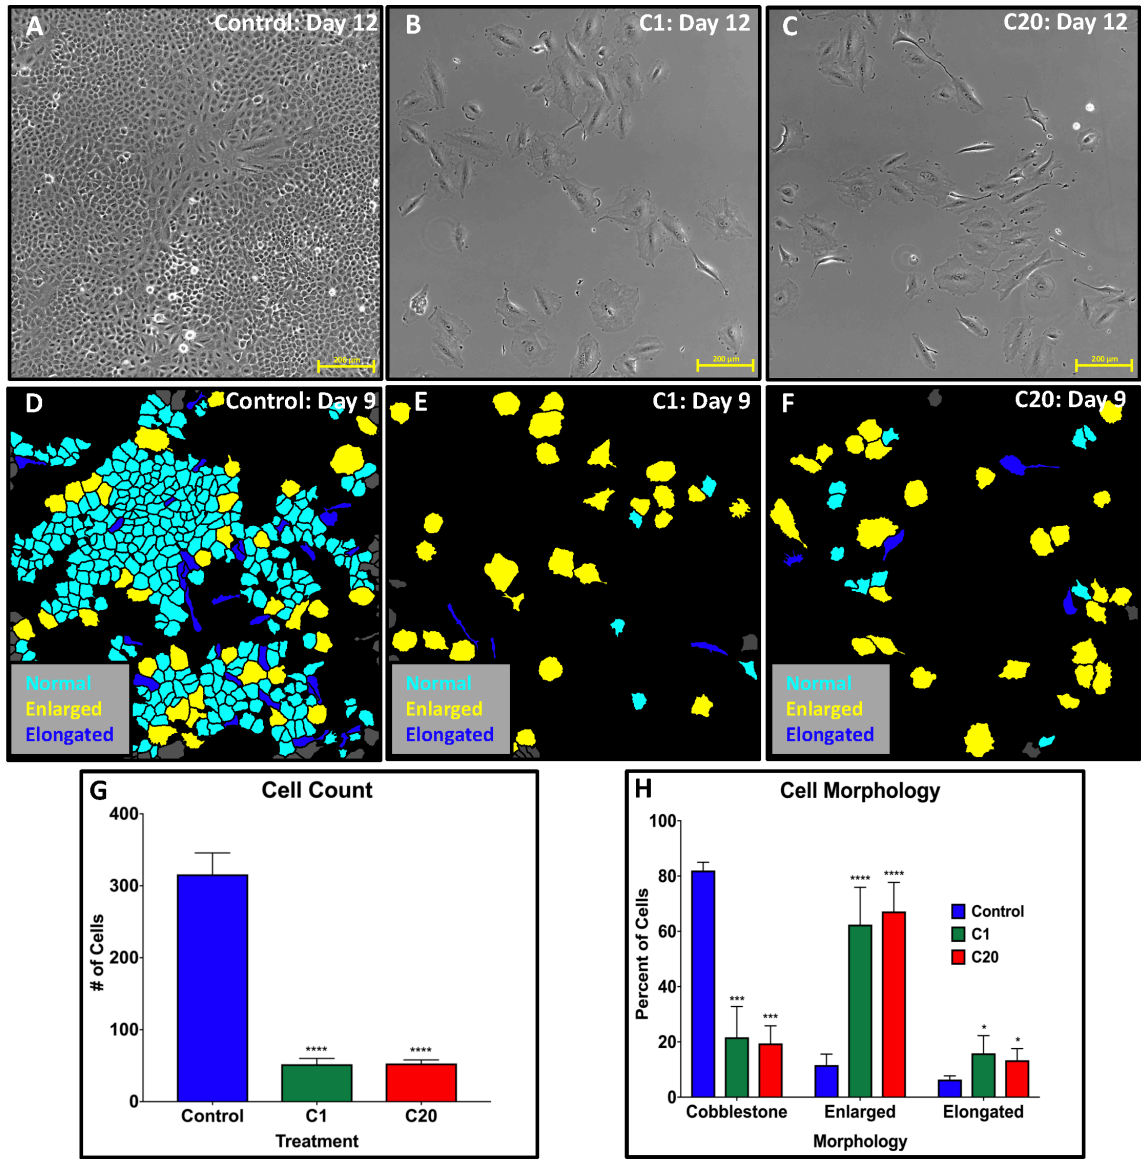 A
Control: Day 12
B
C1: Day 12
C
C20: Day 12
200 µm
200 µm
200 µm
D
Control: Day 9
E
C1: Day 9
F
C20: Day 9
Normal
Enlarged
Elongated
Normal
Enlarged
Elongated
Normal
Enlarged
Elongated
G
Cell Count
# of Cells
400
300
200
100
0
****
****
Control
C1
C20
Treatment
H
Cell Morphology
Percent of Cells
100
80
60
40
20
0
***
***
****
****
*
*
Control
C1
C20
Cobblestone
Enlarged
Elongated
Morphology